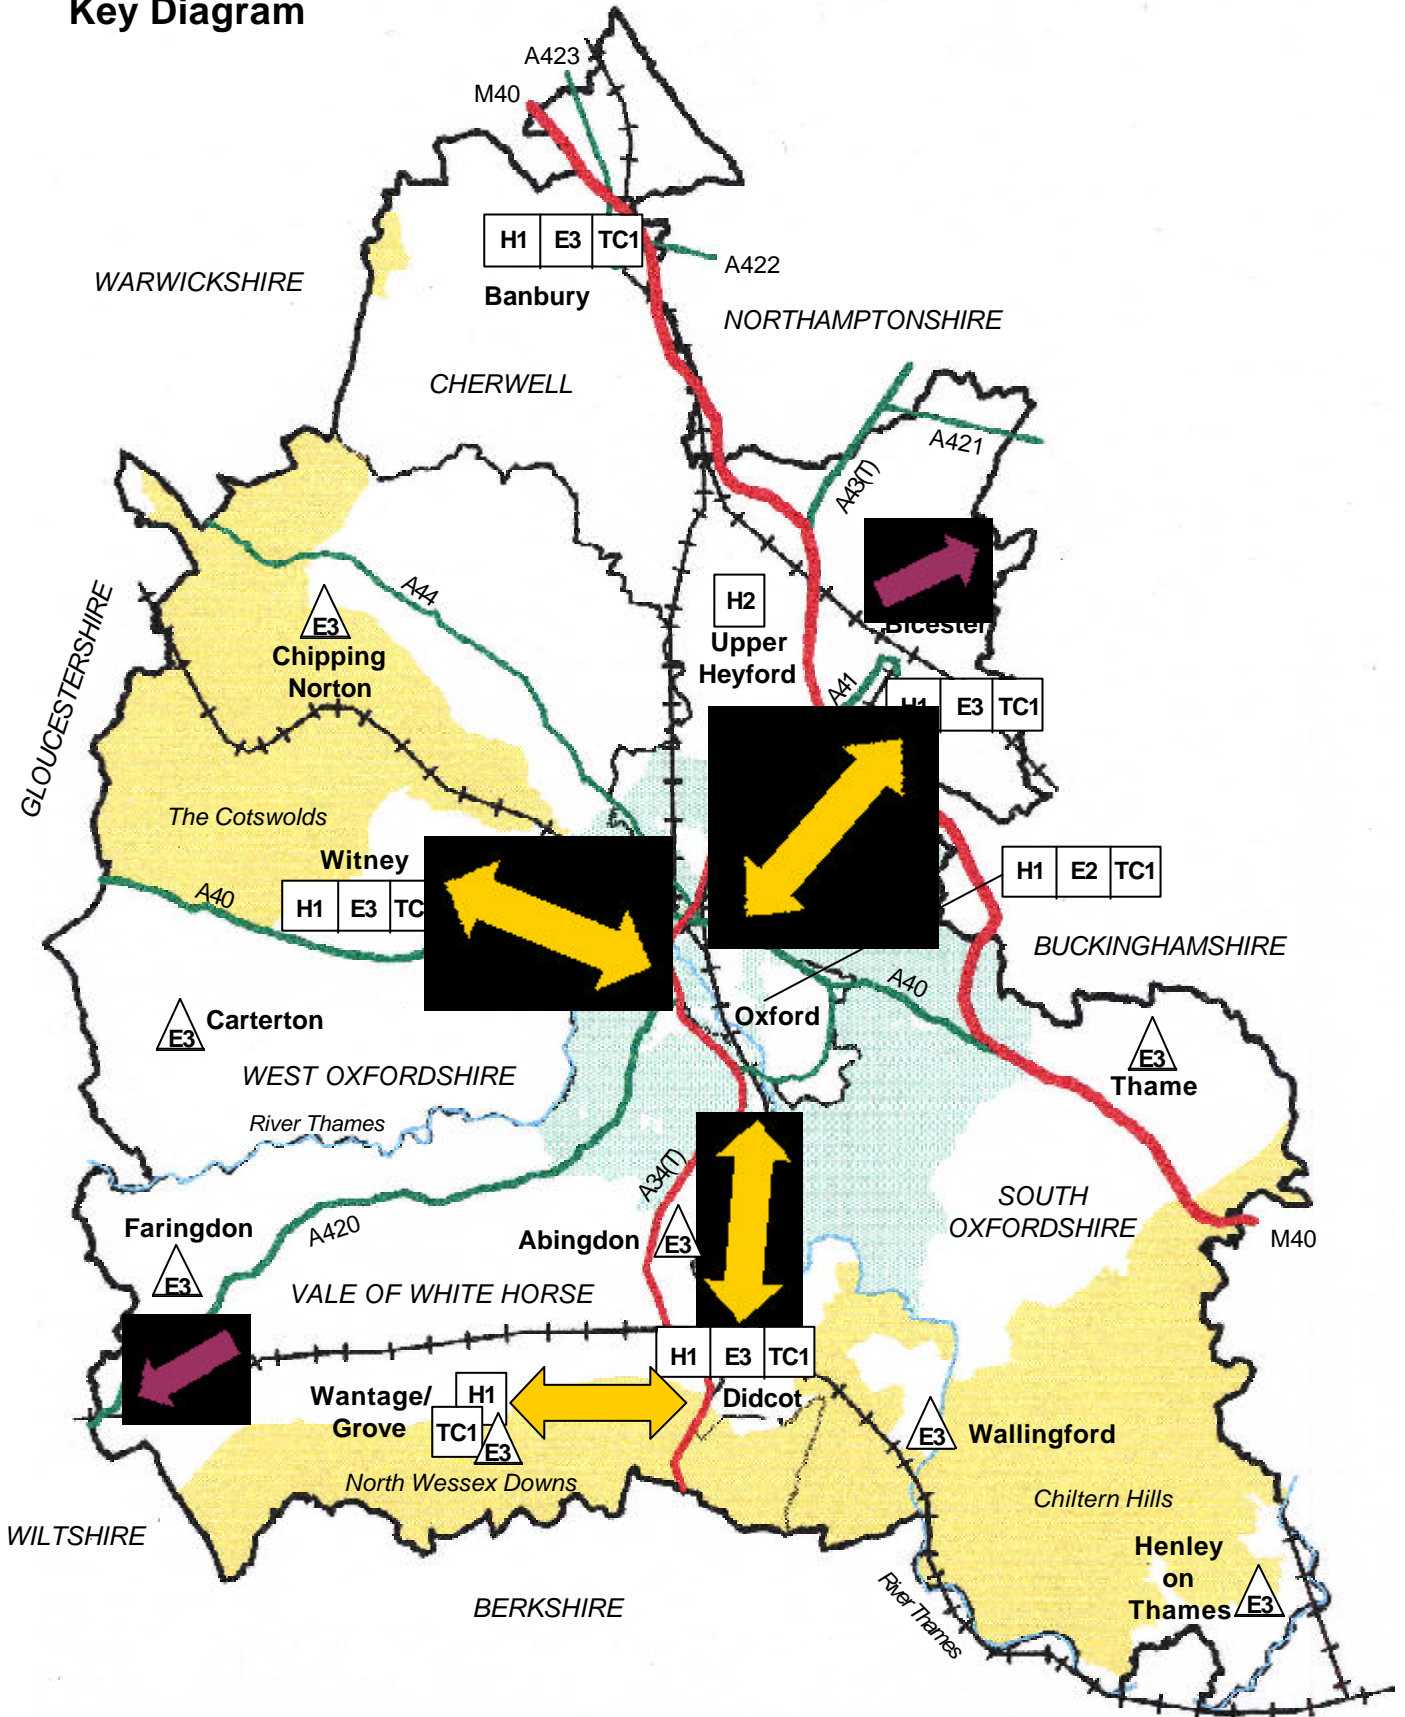 Key Diagram
A423
M40
H1 E3 TC1
A422
Banbury
WARWICKSHIRE
NORTHAMPTONSHIRE
CHERWELL
A421
A43(T)
A44
H2
E3
Upper
Heyford
Bicester
Chipping
Norton
GLOUCESTERSHIRE
A41
H1 E3 TC1
The Cotswolds
Witney
H1 E2 TC1
A40
H1 E3 TC
BUCKINGHAMSHIRE
A40
Oxford
E3 Carterton
E3
Thame
WEST OXFORDSHIRE
River Thames
A34(T)
SOUTH
OXFORDSHIRE
Faringdon
A420
Abingdon
E3
M40
E3
VALE OF WHITE HORSE
H1 E3 TC1
Didcot
Wantage/
Grove
H1
TC1
E3
E3 Wallingford
North Wessex Downs
Chiltern Hills
WILTSHIRE
Henley
on
Thames
E3
River Thames
BERKSHIRE